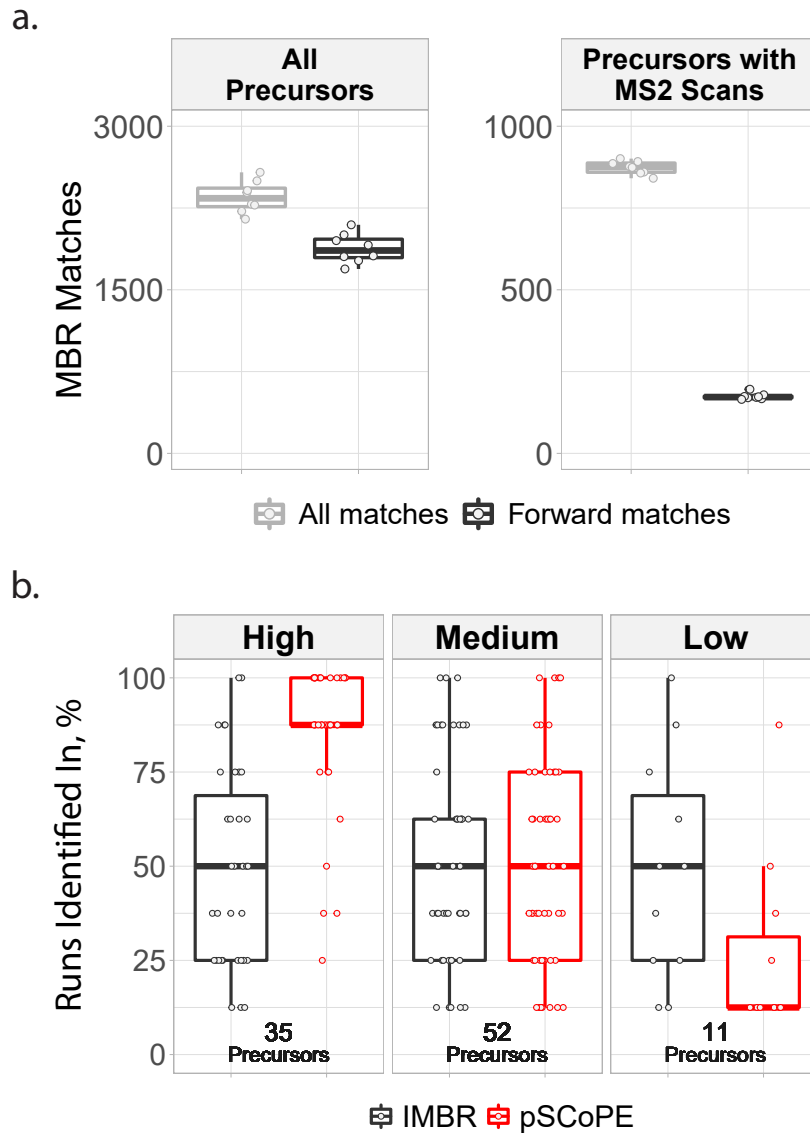 a.
All
Precursors
Precursors with
MS2 Scans
MBR Matches
3000
1500
0
1000
500
0
All matches
Forward matches
b.
High
Medium
Low
Runs Identified In, %
100
75
50
25
0
35
Precursors
52
Precursors
11
Precursors
IMBR
pSCoPE